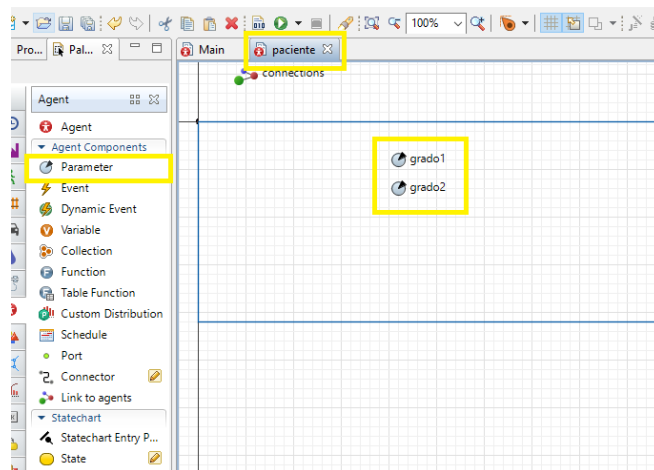 100%
Pro...
Pal...
Main
paciente
connections
Agent
Agent
Agent Components
Parameter
grado1
Event
grado2
Dynamic Event
Variable
Collection
Function
Table Function
Custom Distribution
Schedule
Port
Connector
Link to agents
Statechart
Statechart Entry P...
State